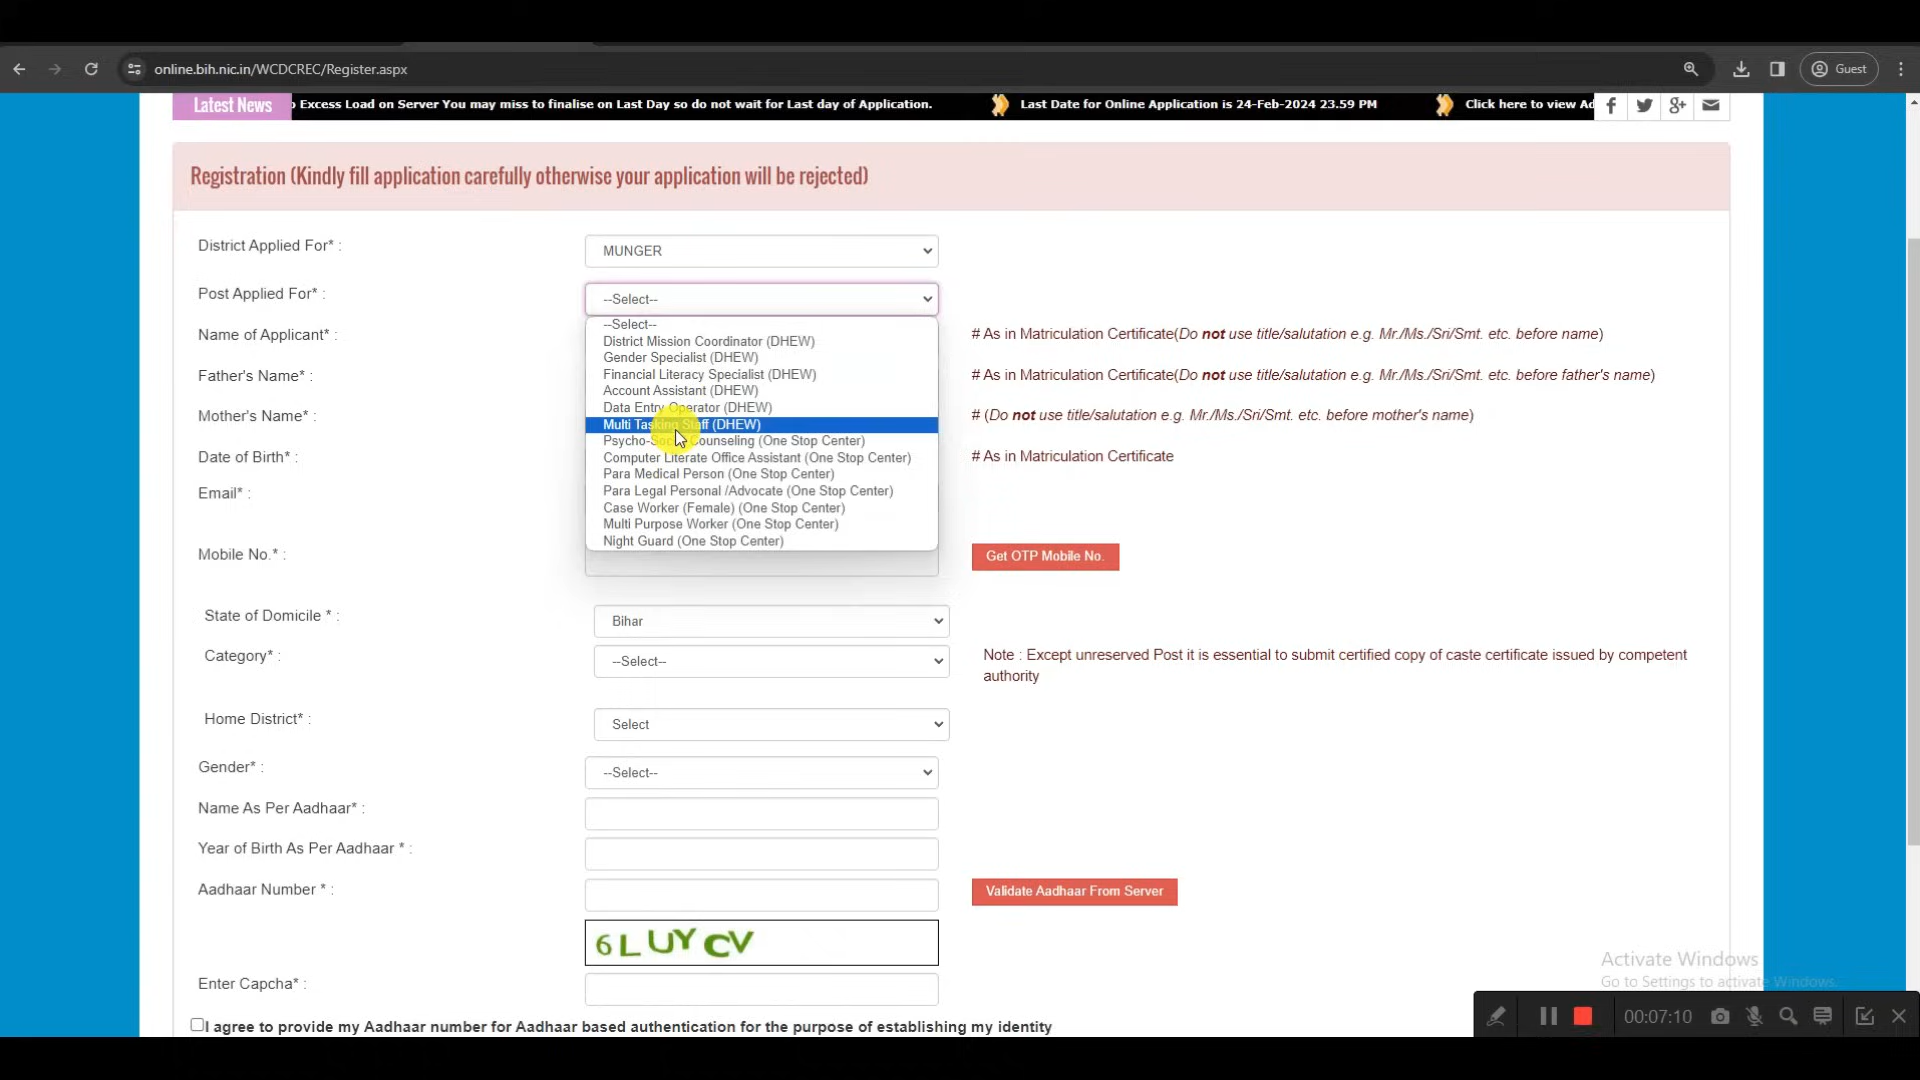 online.bih.nic.in/WCDCREC/Register.aspx
Guest
Latest News
Excess Load on Server You may miss to finalise on Last Day so do not wait for Last day of Application.
Last Date for Online Application is 24-Feb-2024 23.59 PM
Click here to view Ad
Registration (Kindly fill application carefully otherwise your application will be rejected)
District Applied For* :
MUNGER
Post Applied For* :
--Select--
--Select--
District Mission Coordinator (DHEW)
Gender Specialist (DHEW)
Financial Literacy Specialist (DHEW)
Account Assistant (DHEW)
Data Entry Operator (DHEW)
Multi Tasking Staff (DHEW)
Psycho-Social Counseling (One Stop Center)
Computer Literate Office Assistant (One Stop Center)
Para Medical Person (One Stop Center)
Para Legal Personal /Advocate (One Stop Center)
Case Worker (Female) (One Stop Center)
Multi Purpose Worker (One Stop Center)
Night Guard (One Stop Center)
Name of Applicant* :
# As in Matriculation Certificate(Do not use title/salutation e.g. Mr./Ms./Sri/Smt. etc. before name)
Father's Name* :
# As in Matriculation Certificate(Do not use title/salutation e.g. Mr./Ms./Sri/Smt. etc. before father's name)
Mother's Name* :
# (Do not use title/salutation e.g. Mr./Ms./Sri/Smt. etc. before mother's name)
Date of Birth* :
# As in Matriculation Certificate
Email* :
Mobile No.* :
Get OTP Mobile No.
State of Domicile * :
Bihar
Category* :
--Select--
Note : Except unreserved Post it is essential to submit certified copy of caste certificate issued by competent
authority
Home District* :
Select
Gender* :
--Select--
Name As Per Aadhaar* :
Year of Birth As Per Aadhaar * :
Aadhaar Number * :
Validate Aadhaar From Server
6LUYCV
Enter Capcha* :
I agree to provide my Aadhaar number for Aadhaar based authentication for the purpose of establishing my identity
Activate Windows
Go to Settings to activate Windows.
00:07:10